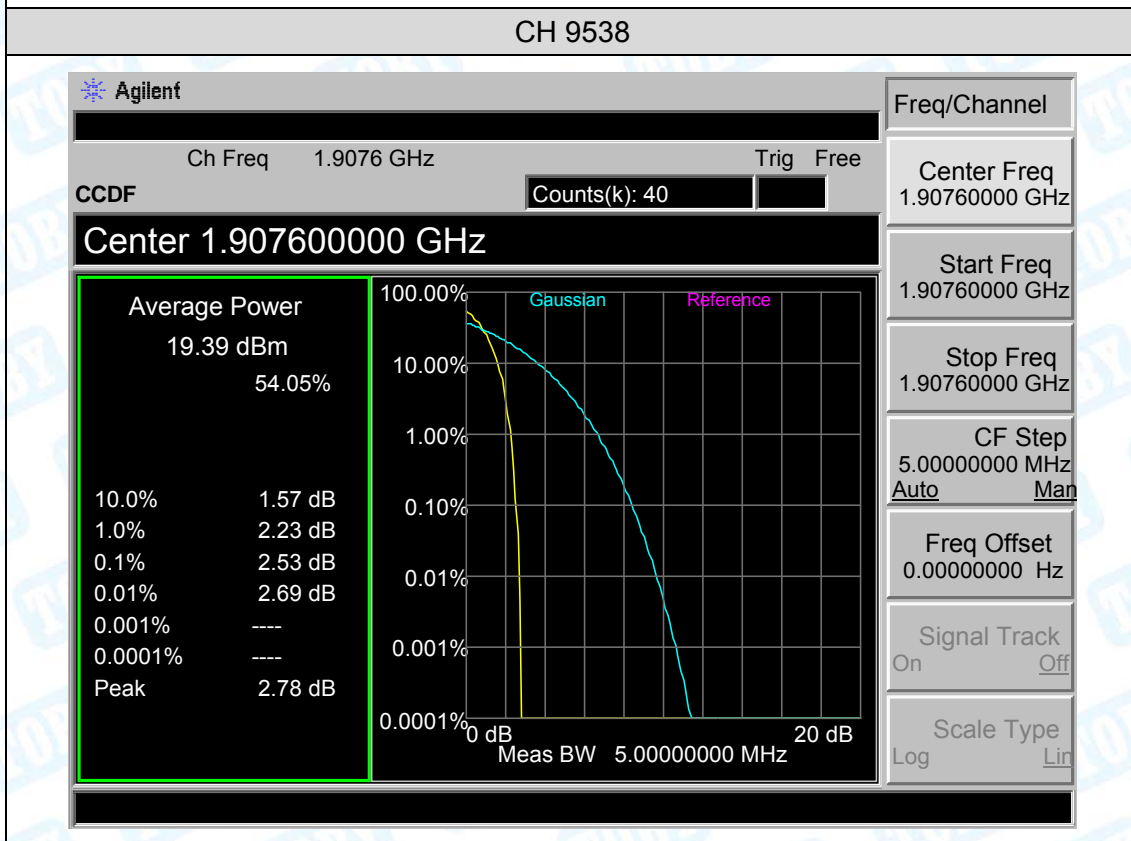 CH 9538
Agilent
Freq/Channel
Ch Freq 1.9076 GHz Trig Free
CCDF Counts(k): 40
Center 1.907600000 GHz
Average Power
19.39 dBm
54.05%
10.0% 1.57 dB
1.0% 2.23 dB
0.1% 2.53 dB
0.01% 2.69 dB
0.001% ----
0.0001% ----
Peak 2.78 dB
Gaussian Reference
100.00%
10.00%
1.00%
0.10%
0.01%
0.001%
0.0001%
0 dB 20 dB
Meas BW 5.00000000 MHz
Center Freq
1.90760000 GHz
Start Freq
1.90760000 GHz
Stop Freq
1.90760000 GHz
CF Step
5.00000000 MHz
Auto Man
Freq Offset
0.00000000 Hz
Signal Track
On Off
Scale Type
Log Lin
TOBY